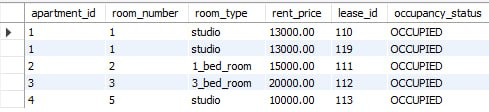 apartment_id room_number room_type rent_price lease_id occupancy_status
1 1 studio 13000.00 110 OCCUPIED
1 1 studio 13000.00 119 OCCUPIED
2 2 1_bed_room 15000.00 111 OCCUPIED
3 3 3_bed_room 20000.00 112 OCCUPIED
4 5 studio 10000.00 113 OCCUPIED